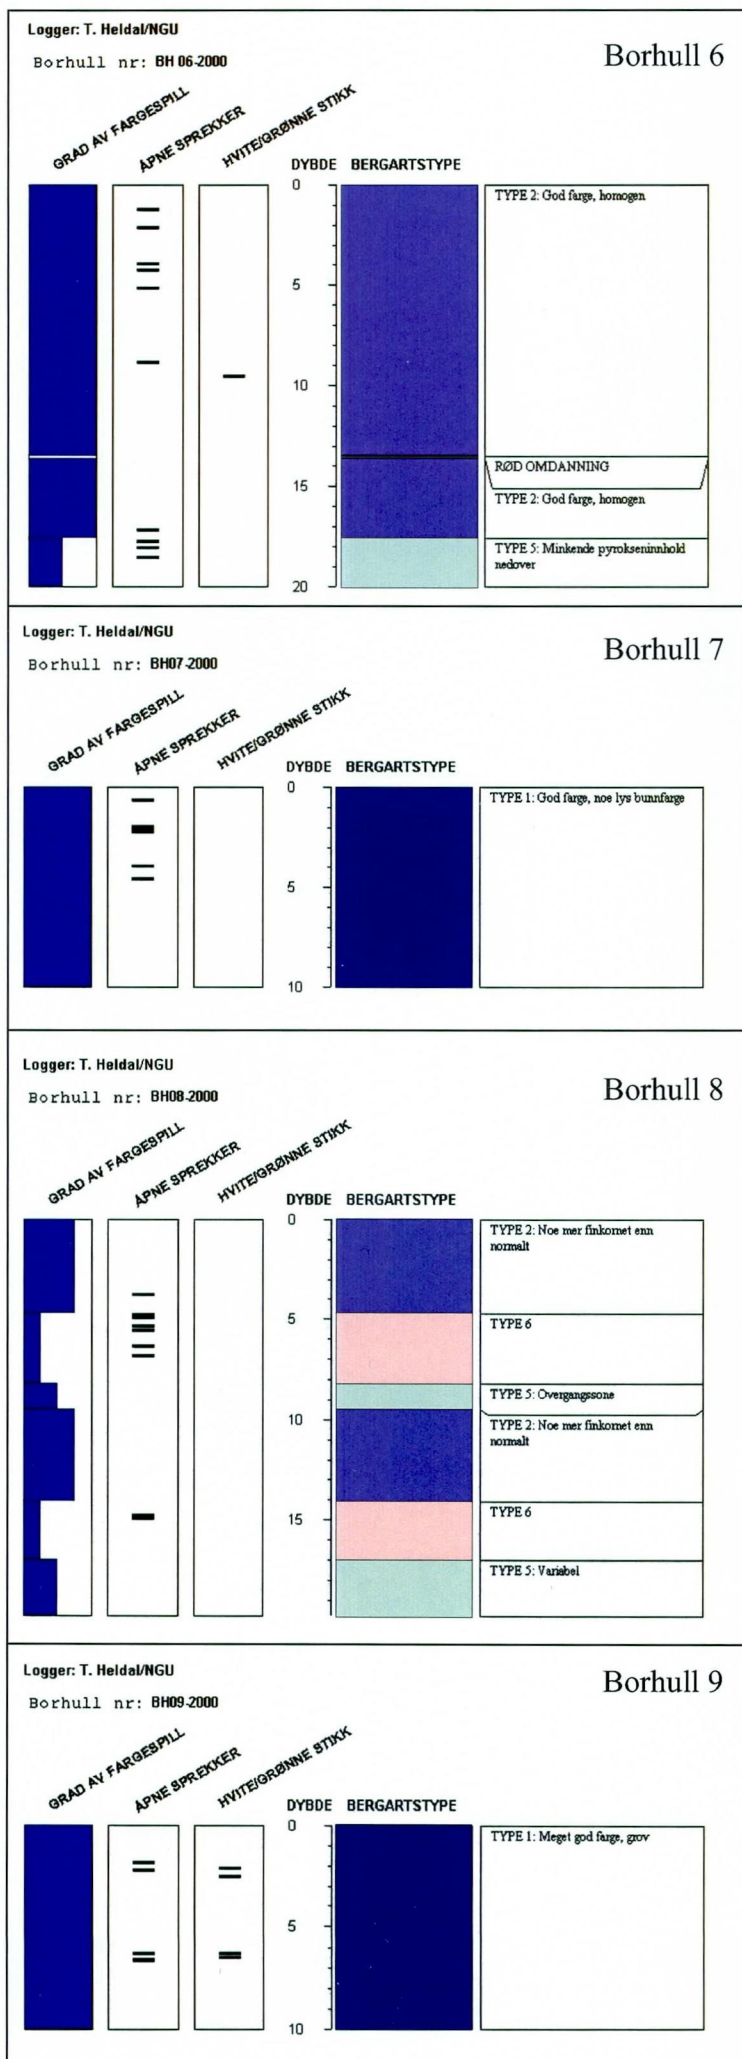 Logger: T. Heldal/NGU
Borhull 6
Borhull nr: BH 06-2000
GRAD AV FARGESPILL
ÅPNE SPREKKER
HVITE/GRØNNE STIKK
DYBDE BERGARTSTYPE
0
TYPE 2: God farge, homogen
5
10
RØD OMDANNING
15
TYPE 2: God farge, homogen
TYPE 5: Minkende pyrokseninnhold
nedover
20
Logger: T. Heldal/NGU
Borhull 7
Borhull nr: BH07-2000
GRAD AV FARGESPILL
ÅPNE SPREKKER
HVITE/GRØNNE STIKK
DYBDE BERGARTSTYPE
0
TYPE 1: God farge, noe lys bunnfarge
5
10
Logger: T. Heldal/NGU
Borhull 8
Borhull nr: BH08-2000
GRAD AV FARGESPILL
ÅPNE SPREKKER
HVITE/GRØNNE STIKK
DYBDE BERGARTSTYPE
0
TYPE 2: Noe mer finkornet enn
normalt
5
TYPE 6
TYPE 5: Overgangssone
10
TYPE 2: Noe mer finkornet enn
normalt
TYPE 6
15
TYPE 5: Variabel
Logger: T. Heldal/NGU
Borhull 9
Borhull nr: BH09-2000
GRAD AV FARGESPILL
ÅPNE SPREKKER
HVITE/GRØNNE STIKK
DYBDE BERGARTSTYPE
0
TYPE 1: Meget god farge, grov
5
10